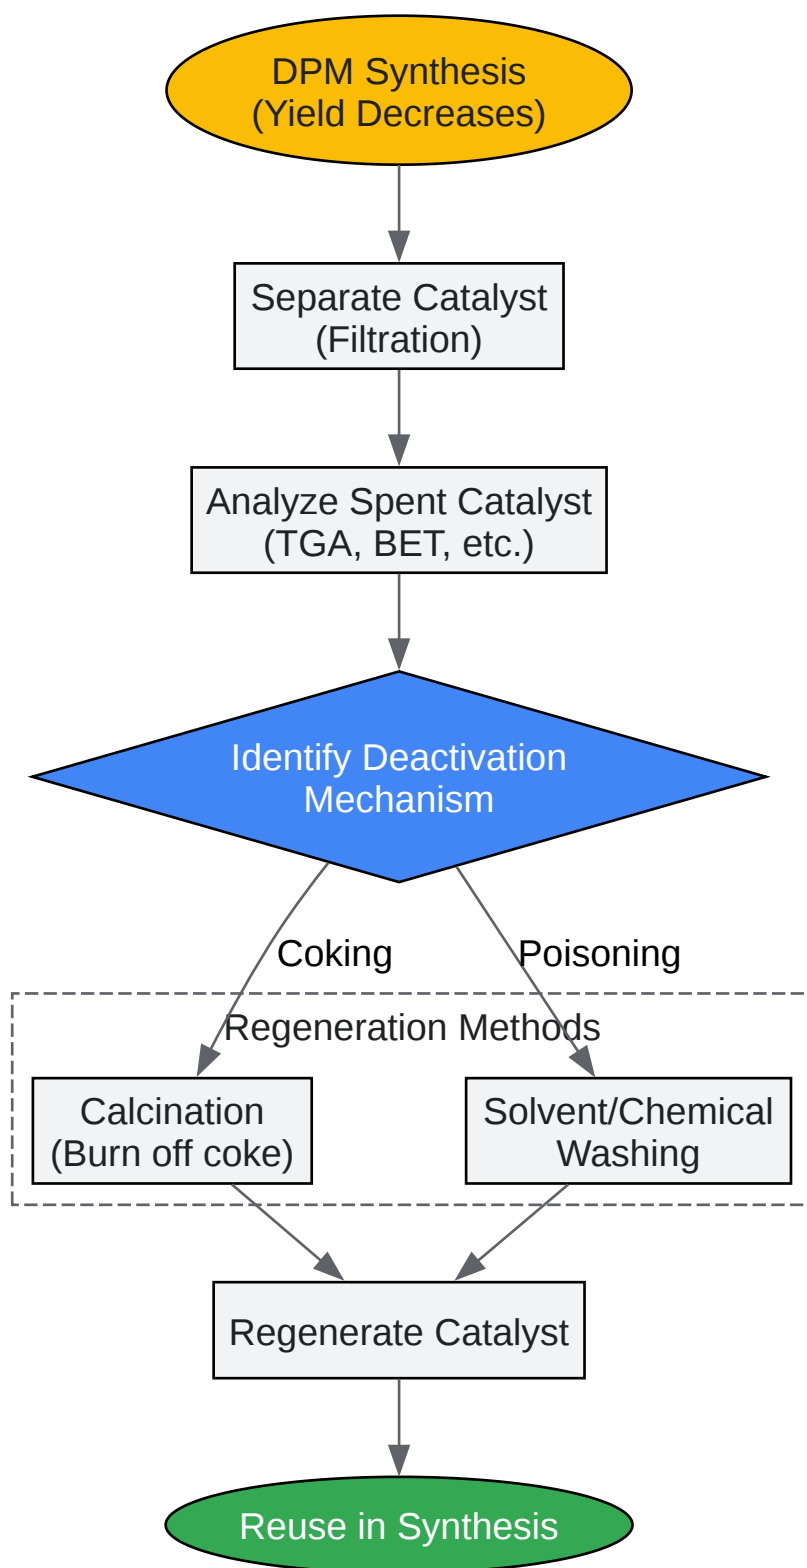 DPM Synthesis
(Yield Decreases)
Separate Catalyst
(Filtration)
Analyze Spent Catalyst
(TGA, BET, etc.)
Identify Deactivation
Mechanism
Coking
Poisoning
Regeneration Methods
Calcination
(Burn off coke)
Solvent/Chemical
Washing
Regenerate Catalyst
Reuse in Synthesis